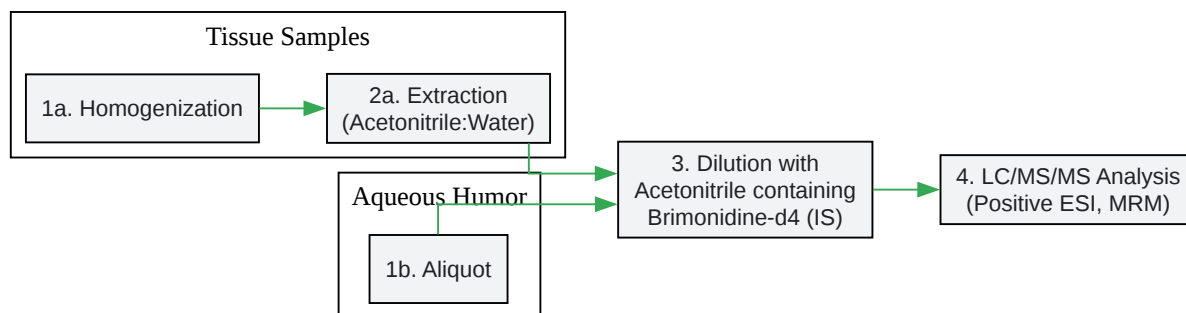 Tissue Samples
1a. Homogenization
2a. Extraction
(Acetonitrile:Water)
Aqueous Humor
1b. Aliquot
3. Dilution with
Acetonitrile containing
Brimonidine-d4 (IS)
4. LC/MS/MS Analysis
(Positive ESI, MRM)